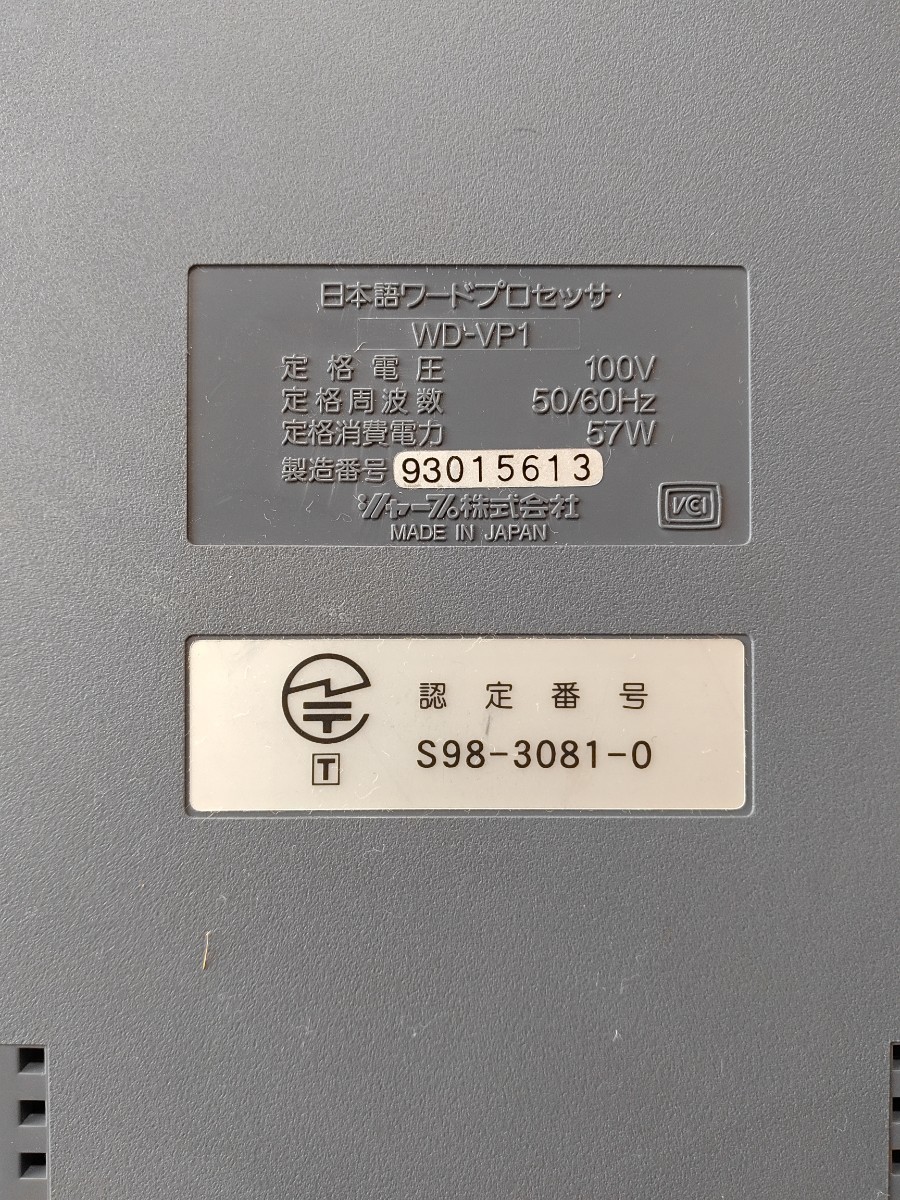 日本語ワードプロセッサ
WD-VP1
定格電圧 100V
定格周波数 50/60Hz
定格消費電力 57W
製造番号 93015613
シャープ株式会社
MADE IN JAPAN
VCI
認定番号
S98-3081-0
T